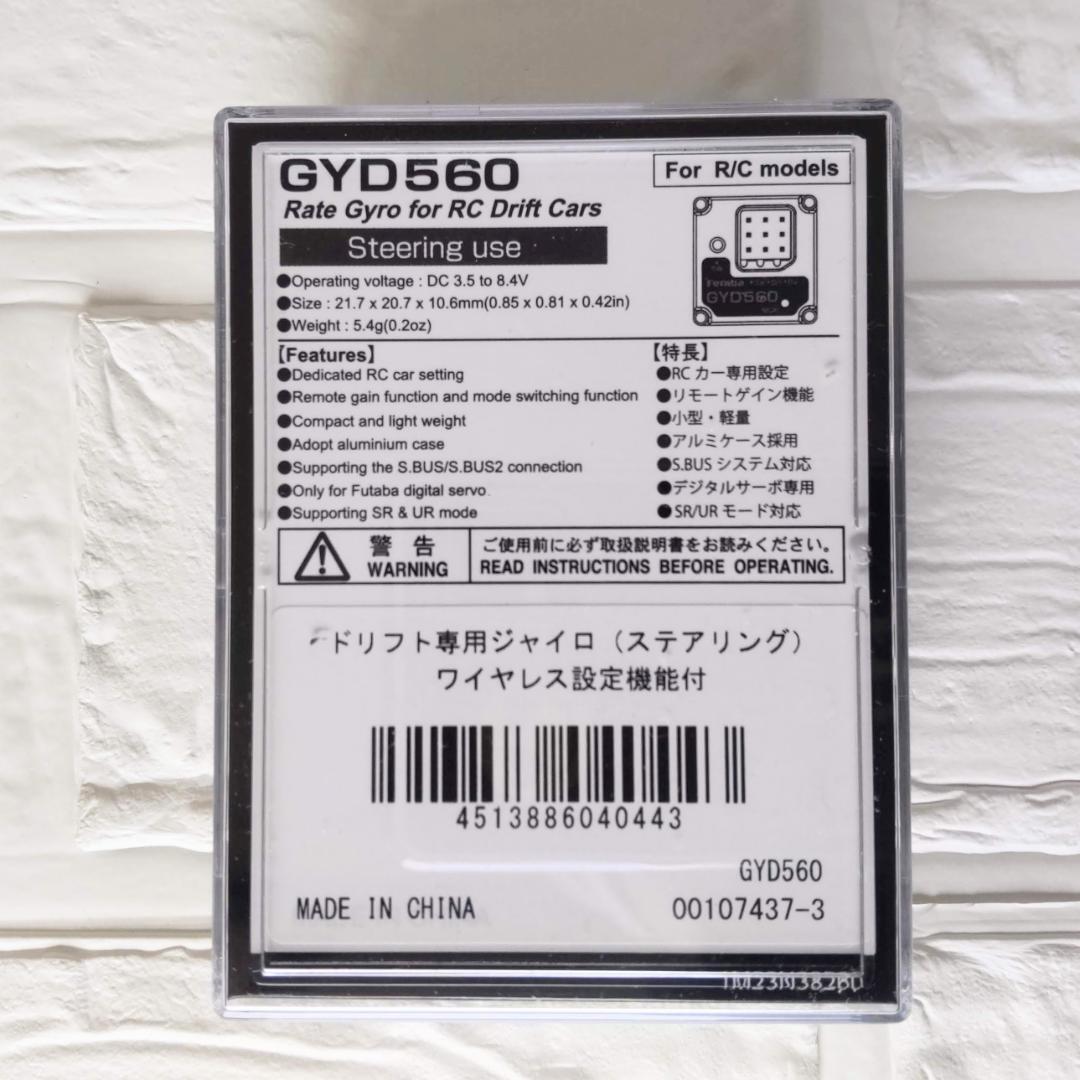 GYD560
For R/C models
Rate Gyro for RC Drift Cars
Steering use
●Operating voltage : DC 3.5 to 8.4V
●Size : 21.7 x 20.7 x 10.6mm(0.85 x 0.81 x 0.42in)
●Weight : 5.4g(0.2oz)
Futaba
GYD560
【Features】
●Dedicated RC car setting
●Remote gain function and mode switching function
●Compact and light weight
●Adopt aluminium case
●Supporting the S.BUS/S.BUS2 connection
●Only for Futaba digital servo.
●Supporting SR & UR mode
【特長】
●RC カー専用設定
●リモートゲイン機能
●小型・軽量
●アルミケース採用
●S.BUS システム対応
●デジタルサーボ専用
●SR/UR モード対応
警 告
WARNING
ご使用前に必ず取扱説明書をお読みください。
READ INSTRUCTIONS BEFORE OPERATING.
ドリフト専用ジャイロ（ステアリング）
ワイヤレス設定機能付
4513886040443
GYD560
MADE IN CHINA
00107437-3